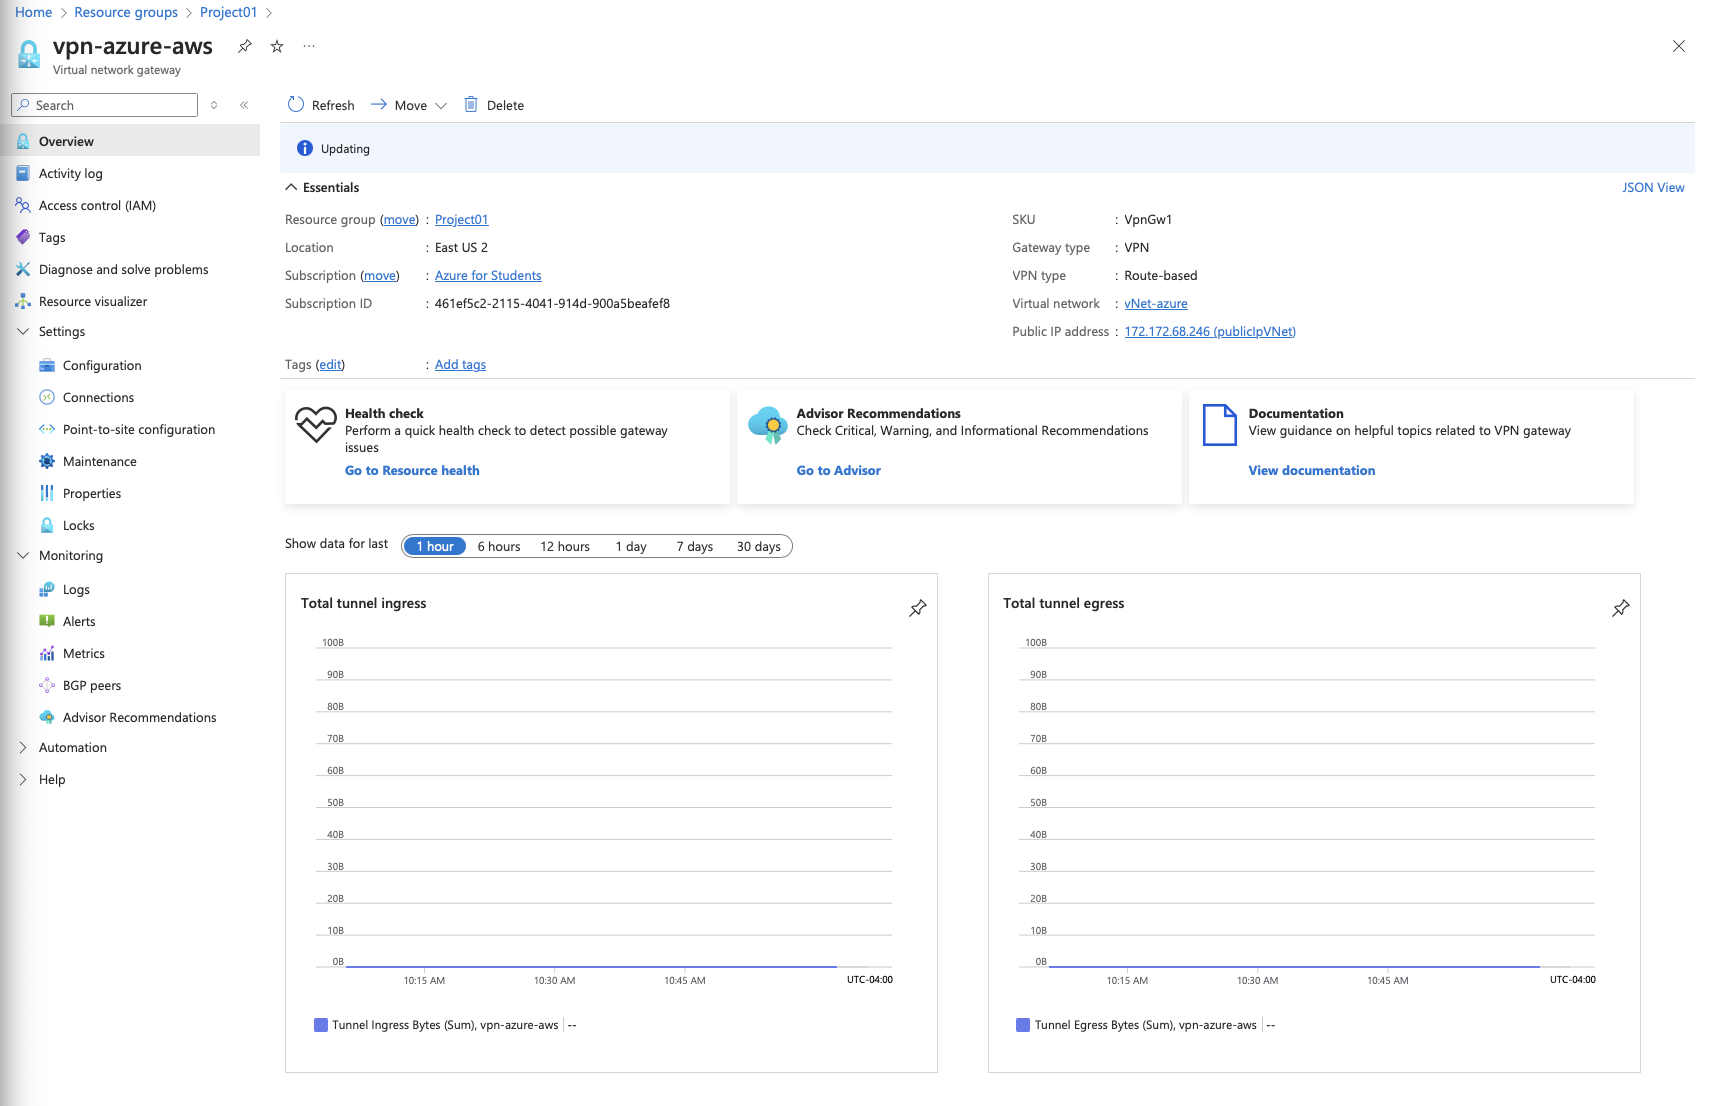 Home > Resource groups > Project01 >
vpn-azure-aws
Virtual network gateway
Search
Overview
Activity log
Access control (IAM)
Tags
Diagnose and solve problems
Resource visualizer
Settings
Configuration
Connections
Point-to-site configuration
Maintenance
Properties
Locks
Monitoring
Logs
Alerts
Metrics
BGP peers
Advisor Recommendations
Automation
Help
Refresh Move Delete
Updating
Essentials JSON View
Resource group (move) : Project01
Location : East US 2
Subscription (move) : Azure for Students
Subscription ID : 461ef5c2-2115-4041-914d-900a5beafef8
Tags (edit) : Add tags
SKU : VpnGw1
Gateway type : VPN
VPN type : Route-based
Virtual network : vNet-azure
Public IP address : 172.172.68.246 (publicIpVNet)
Health check
Perform a quick health check to detect possible gateway
issues
Go to Resource health
Advisor Recommendations
Check Critical, Warning, and Informational Recommendations
Go to Advisor
Documentation
View guidance on helpful topics related to VPN gateway
View documentation
Show data for last 1 hour 6 hours 12 hours 1 day 7 days 30 days
Total tunnel ingress
100B
90B
80B
70B
60B
50B
40B
30B
20B
10B
0B
10:15 AM 10:30 AM 10:45 AM UTC-04:00
Tunnel Ingress Bytes (Sum), vpn-azure-aws | --
Total tunnel egress
100B
90B
80B
70B
60B
50B
40B
30B
20B
10B
0B
10:15 AM 10:30 AM 10:45 AM UTC-04:00
Tunnel Egress Bytes (Sum), vpn-azure-aws | --